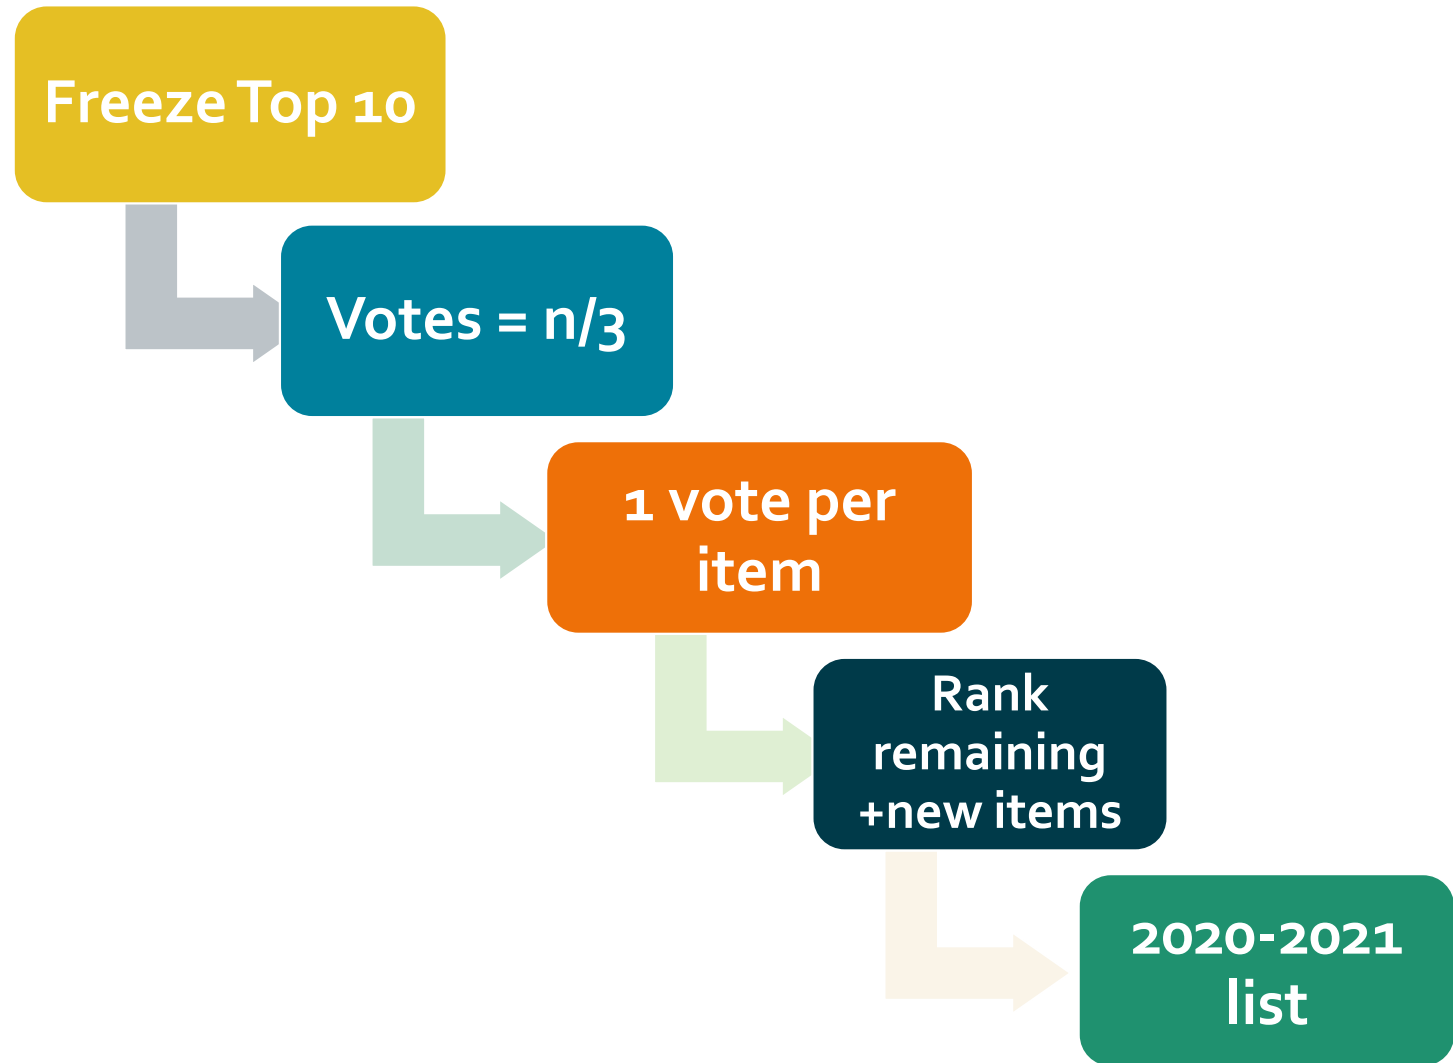 Freeze Top 10
Votes = n/3
1 vote per
item
Rank
remaining
+new items
2020-2021
list